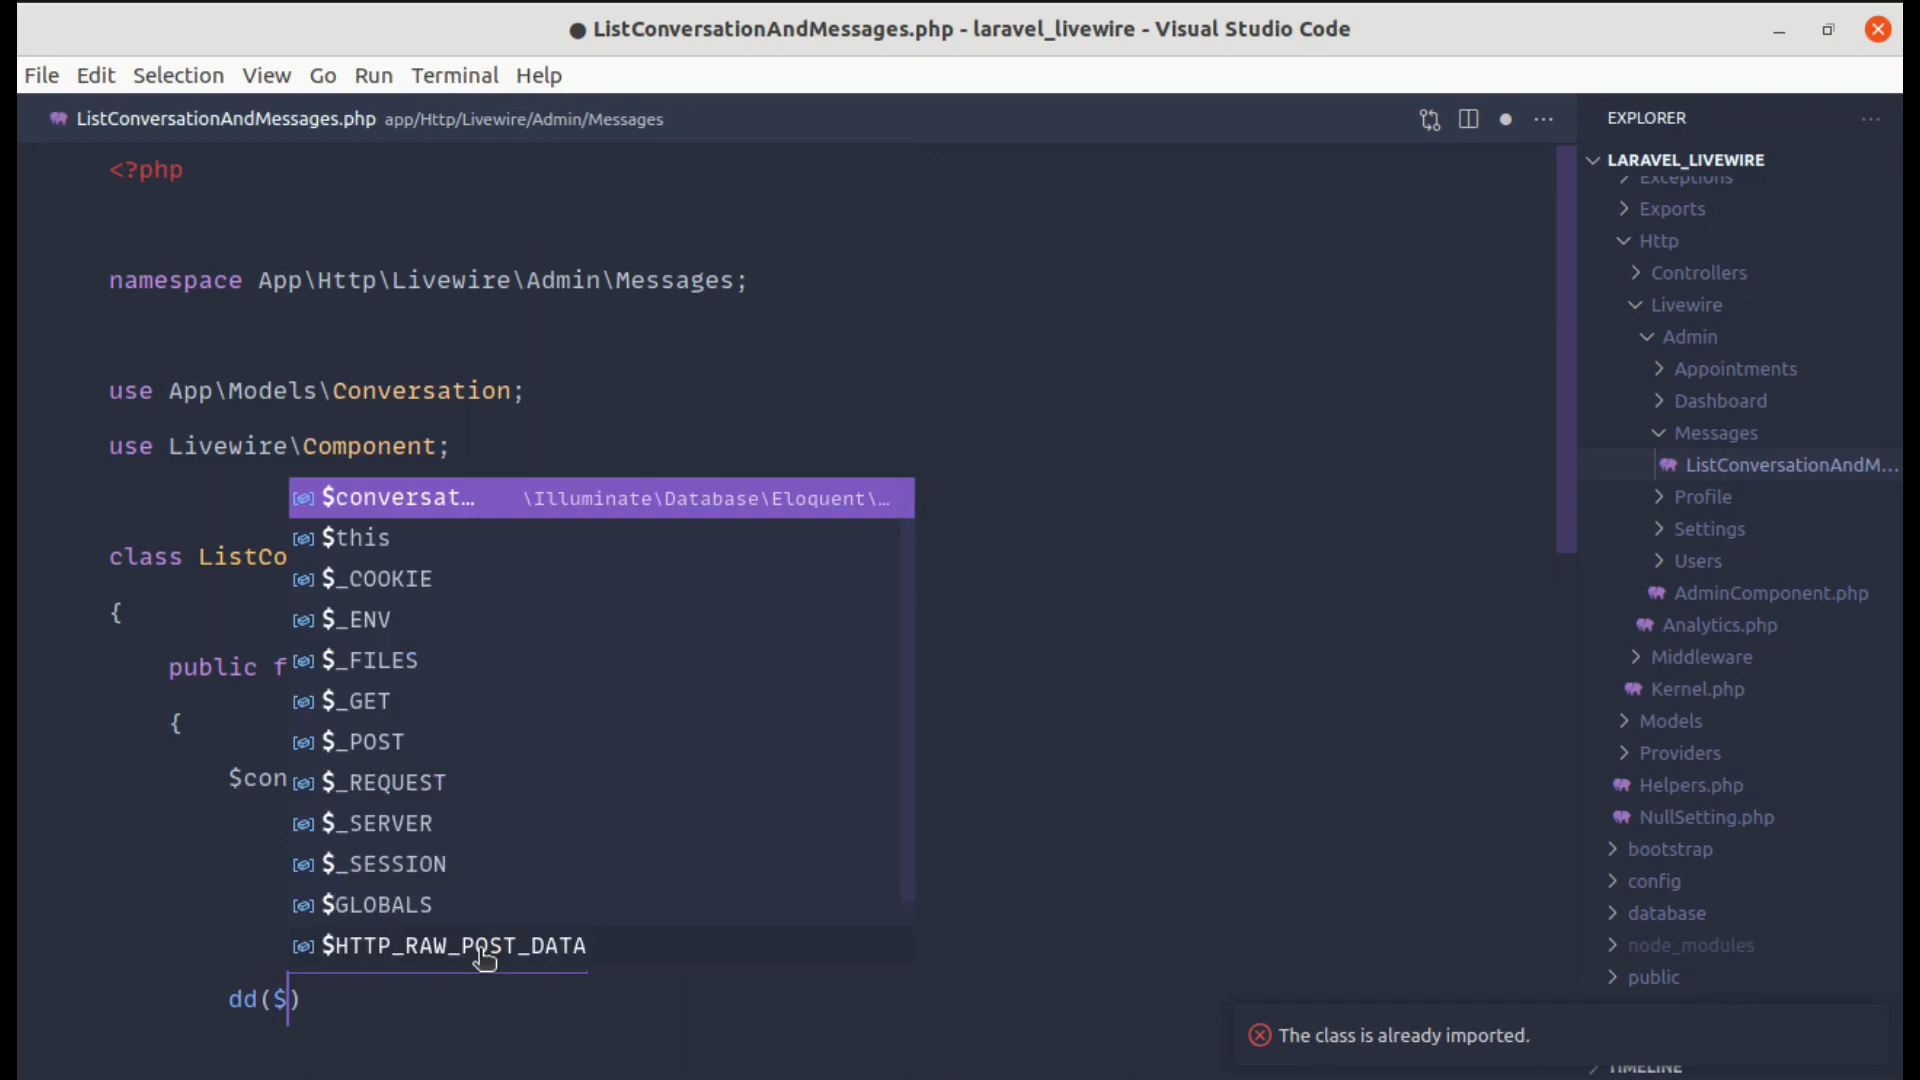 ● ListConversationAndMessages.php - laravel_livewire - Visual Studio Code
File Edit Selection View Go Run Terminal Help
ListConversationAndMessages.php app/Http/Livewire/Admin/Messages
<?php
namespace App\Http\Livewire\Admin\Messages;
use App\Models\Conversation;
use Livewire\Component;
$conversat… \Illuminate\Database\Eloquent\…
$this
$_COOKIE
class ListCo
$_ENV
{
$_FILES
public f
$_GET
{
$_POST
$con
$_REQUEST
$_SERVER
$_SESSION
$GLOBALS
$HTTP_RAW_POST_DATA
dd($)
EXPLORER
LARAVEL_LIVEWIRE
Exceptions
Exports
Http
Controllers
Livewire
Admin
Appointments
Dashboard
Messages
ListConversationAndM...
Profile
Settings
Users
AdminComponent.php
Analytics.php
Middleware
Kernel.php
Models
Providers
Helpers.php
NullSetting.php
bootstrap
config
database
node_modules
public
The class is already imported.
TIMELINE